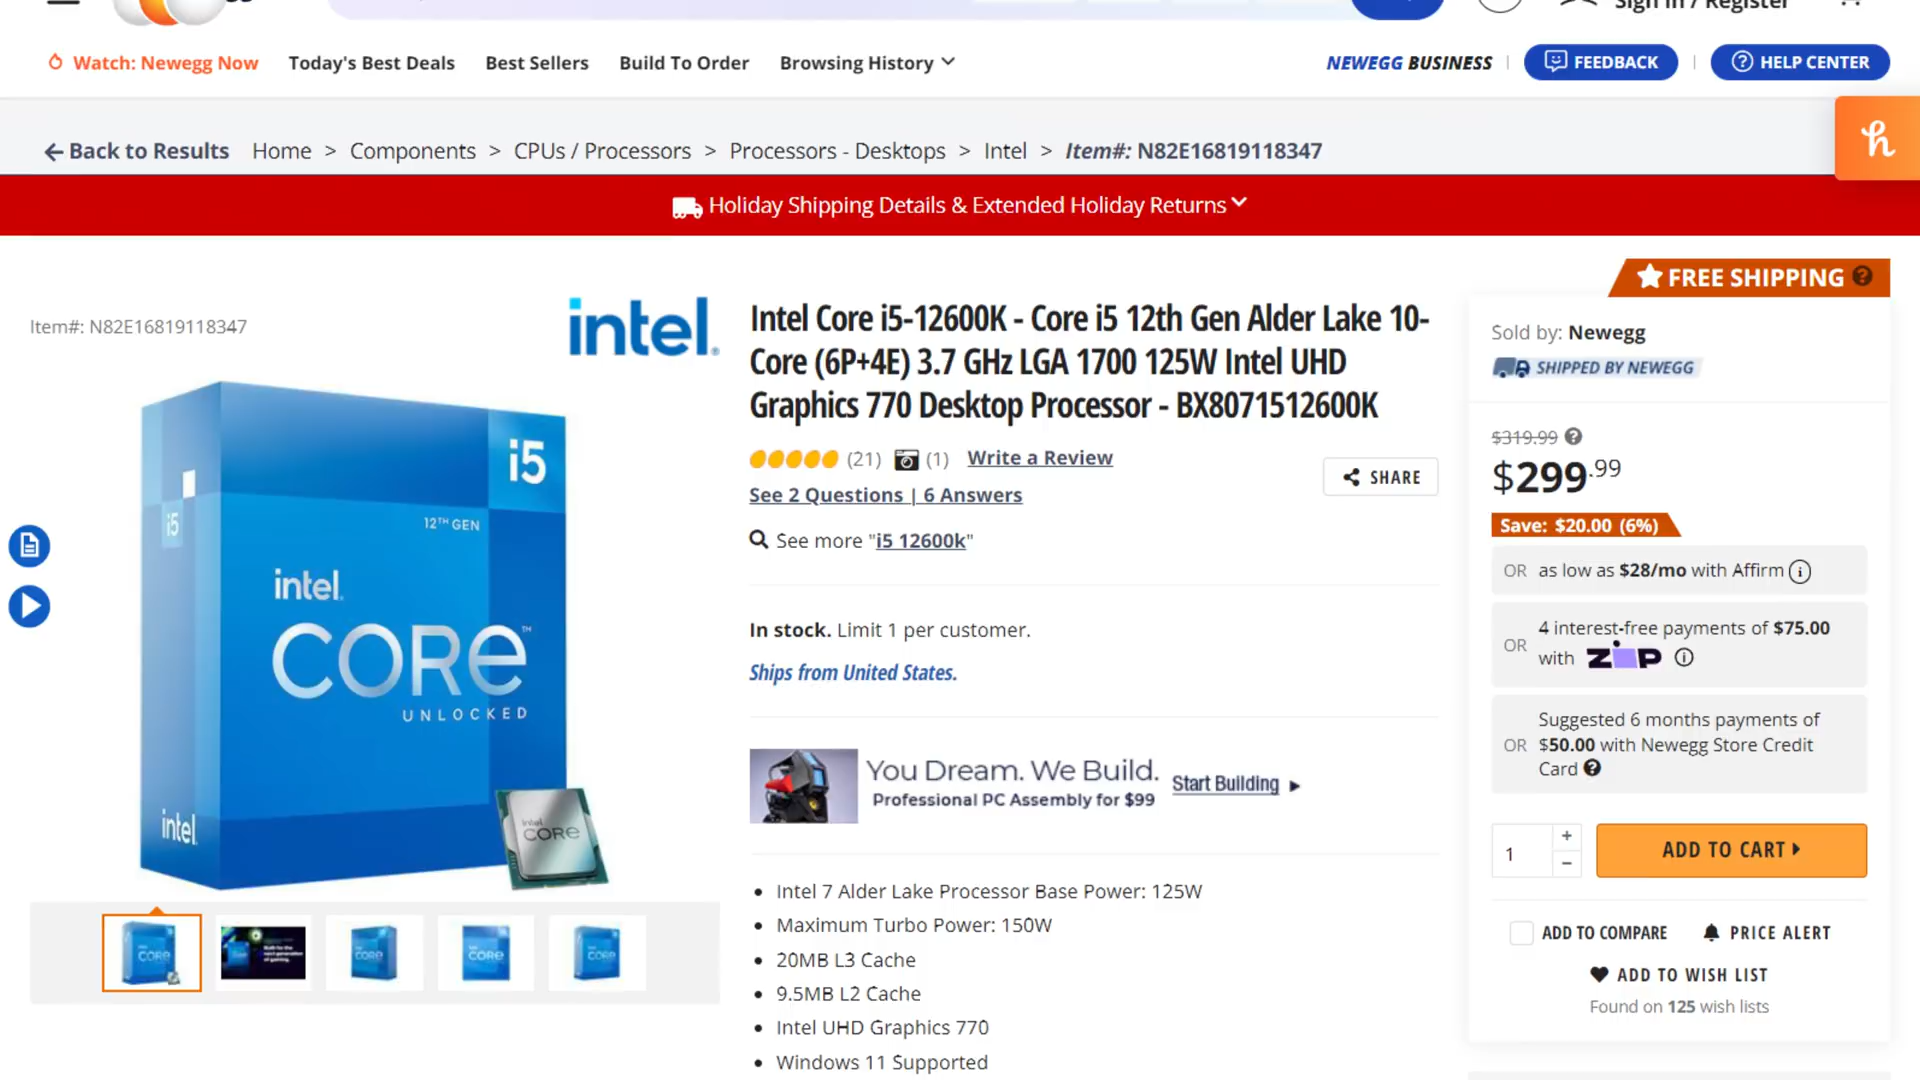 Sign in / Register
Watch: Newegg Now
Today's Best Deals
Best Sellers
Build To Order
Browsing History
NEWEGG BUSINESS
FEEDBACK
HELP CENTER
Back to Results
Home > Components > CPUs / Processors > Processors - Desktops > Intel > Item#: N82E16819118347
Holiday Shipping Details & Extended Holiday Returns
FREE SHIPPING
Item#: N82E16819118347
intel.
Intel Core i5-12600K - Core i5 12th Gen Alder Lake 10-
Core (6P+4E) 3.7 GHz LGA 1700 125W Intel UHD
Graphics 770 Desktop Processor - BX8071512600K
(21) (1) Write a Review
See 2 Questions | 6 Answers
SHARE
See more "i5 12600k"
In stock. Limit 1 per customer.
Ships from United States.
You Dream. We Build.
Professional PC Assembly for $99
Start Building
• Intel 7 Alder Lake Processor Base Power: 125W
• Maximum Turbo Power: 150W
• 20MB L3 Cache
• 9.5MB L2 Cache
• Intel UHD Graphics 770
• Windows 11 Supported
i5
i5
12TH GEN
intel.
CORE™
UNLOCKED
intel.
intel.
CORE
CORE
CORE
CORE
CORE
Sold by: Newegg
SHIPPED BY NEWEGG
$319.99
$299.99
Save: $20.00 (6%)
OR as low as $28/mo with Affirm
OR 4 interest-free payments of $75.00
with ZIP
OR Suggested 6 months payments of
$50.00 with Newegg Store Credit
Card
1
+
−
ADD TO CART
ADD TO COMPARE
PRICE ALERT
ADD TO WISH LIST
Found on 125 wish lists